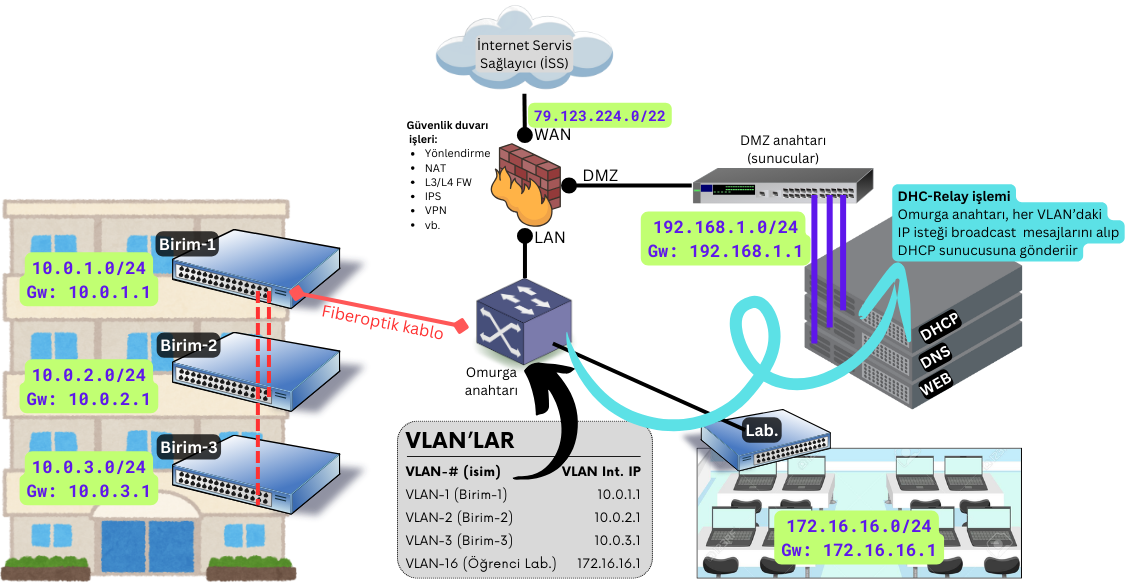 İnternet Servis
Sağlayıcı (İSS)
79.123.224.0/22
WAN
Güvenlik duvarı
işleri:
• Yönlendirme
• NAT
• L3/L4 FW
• IPS
• VPN
• vb.
DMZ
LAN
DMZ anahtarı
(sunucular)
192.168.1.0/24
Gw: 192.168.1.1
DHC-Relay işlemi
Omurga anahtarı, her VLAN’daki
IP isteği broadcast mesajlarını alıp
DHCP sunucusuna gönderiir
DHCP
DNS
WEB
Birim-1
10.0.1.0/24
Gw: 10.0.1.1
Birim-2
10.0.2.0/24
Gw: 10.0.2.1
Birim-3
10.0.3.0/24
Gw: 10.0.3.1
Fiberoptik kablo
Omurga
anahtarı
VLAN’LAR
VLAN-# (isim) VLAN Int. IP
VLAN-1 (Birim-1) 10.0.1.1
VLAN-2 (Birim-2) 10.0.2.1
VLAN-3 (Birim-3) 10.0.3.1
VLAN-16 (Öğrenci Lab.) 172.16.16.1
Lab.
172.16.16.0/24
Gw: 172.16.16.1